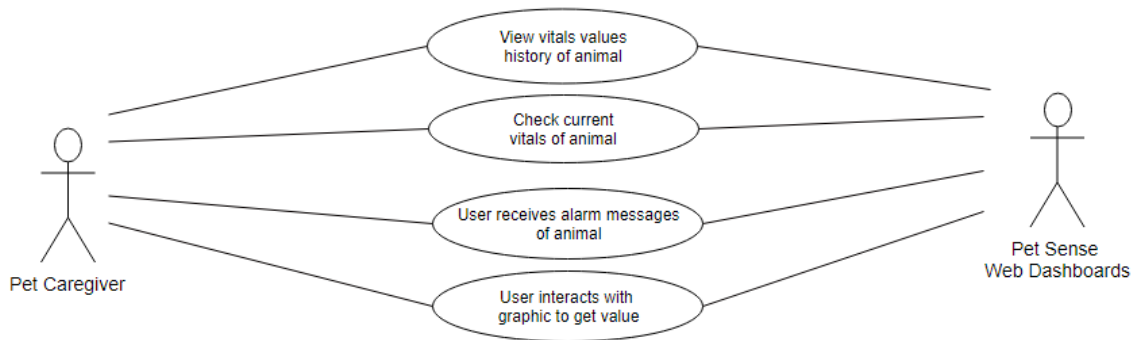 View vitals values
history of animal
Check current
vitals of animal
User receives alarm messages
of animal
User interacts with
graphic to get value
Pet Caregiver
Pet Sense
Web Dashboards